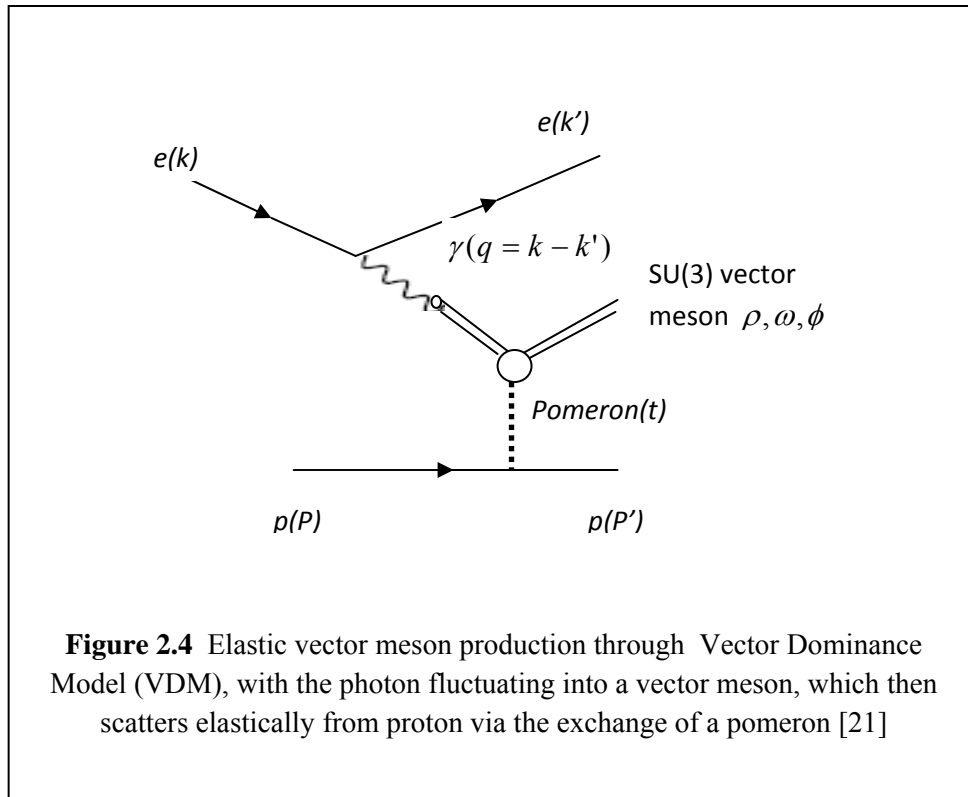 e(k')
e(k)
γ(q = k − k')
SU(3) vector
meson ρ, ω, ϕ
Pomeron(t)
p(P)
p(P')
Figure 2.4 Elastic vector meson production through Vector Dominance
Model (VDM), with the photon fluctuating into a vector meson, which then
scatters elastically from proton via the exchange of a pomeron [21]